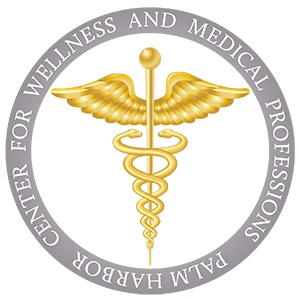 PALM HARBOR CENTER FOR WELLNESS AND MEDICAL PROFESSIONS